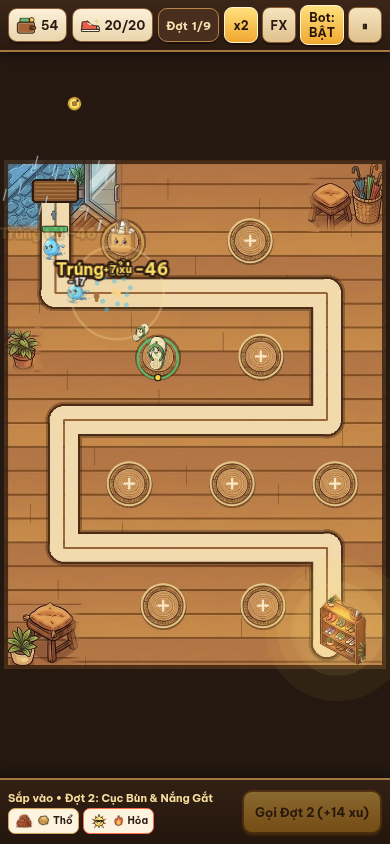 54
20/20
Đợt 1/9
x2
FX
Bot:
BẬT
Trúng
-46
-17
Sắp vào • Đợt 2: Cục Bùn & Nắng Gắt
Thổ
Hỏa
Gọi Đợt 2 (+14 xu)